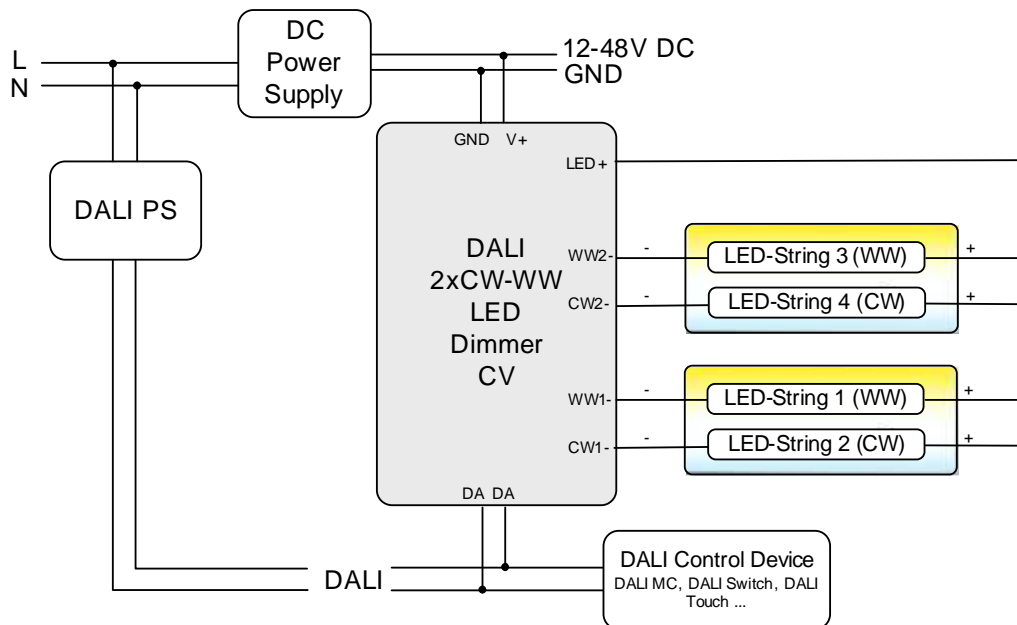 L
N
DC
Power
Supply
12-48V DC
GND
GND V+
LED+
DALI PS
DALI
2xCW-WW
LED
Dimmer
CV
WW2-
-
LED-String 3 (WW)
+
CW2-
-
LED-String 4 (CW)
+
WW1-
-
LED-String 1 (WW)
+
CW1-
-
LED-String 2 (CW)
+
DA DA
DALI
DALI Control Device
DALI MC, DALI Switch, DALI
Touch ...